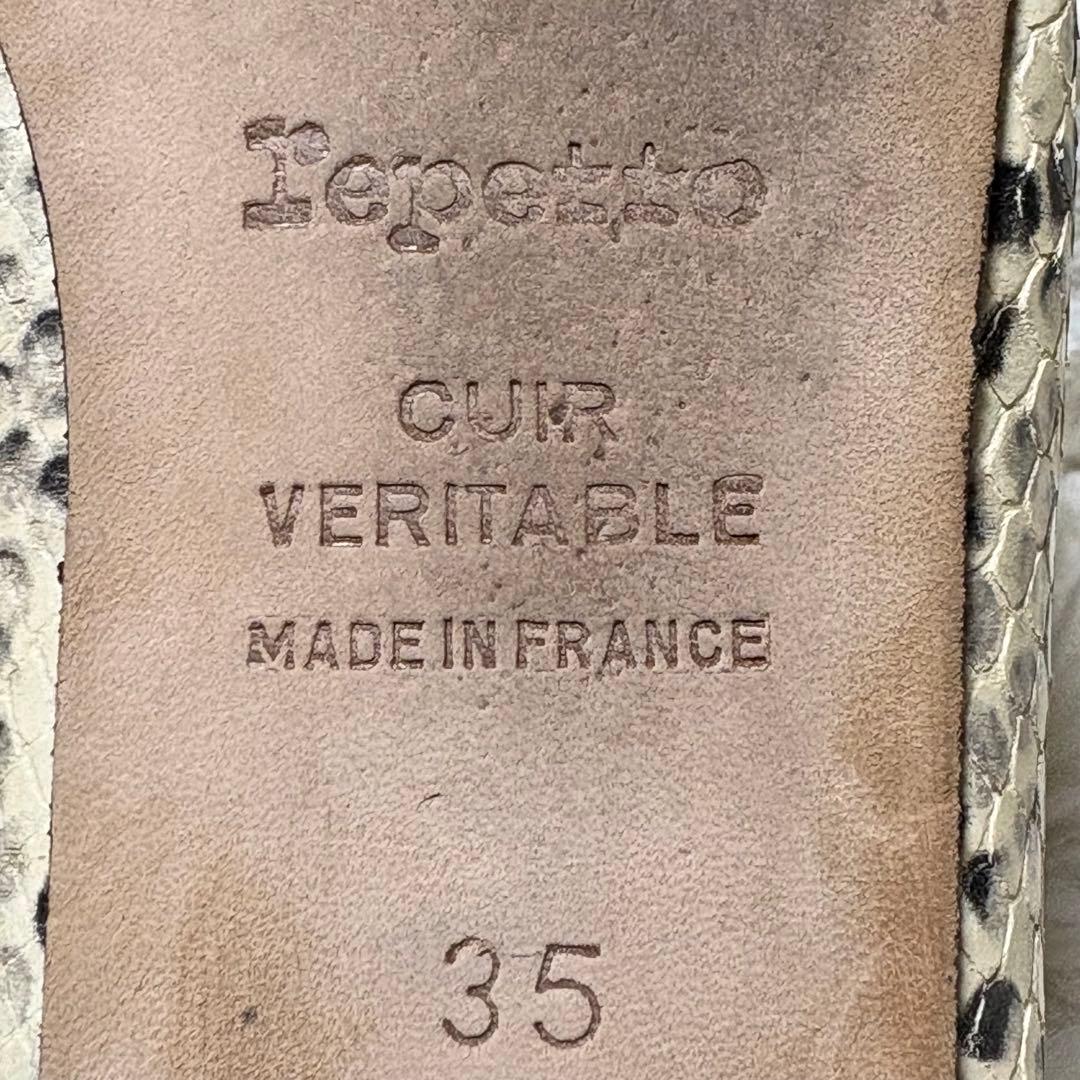 repetto
CUIR
VERITABLE
MADE IN FRANCE
35